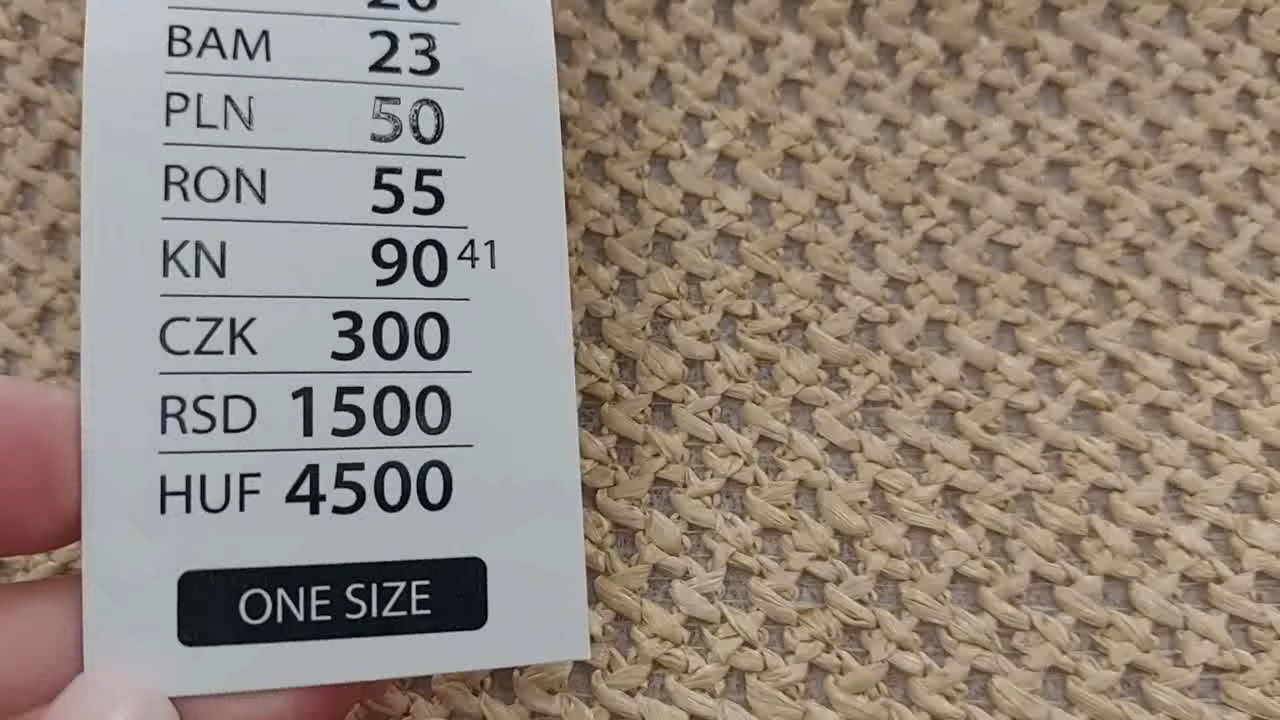 BAM 23
PLN 50
RON 55
KN 90 41
CZK 300
RSD 1500
HUF 4500
ONE SIZE